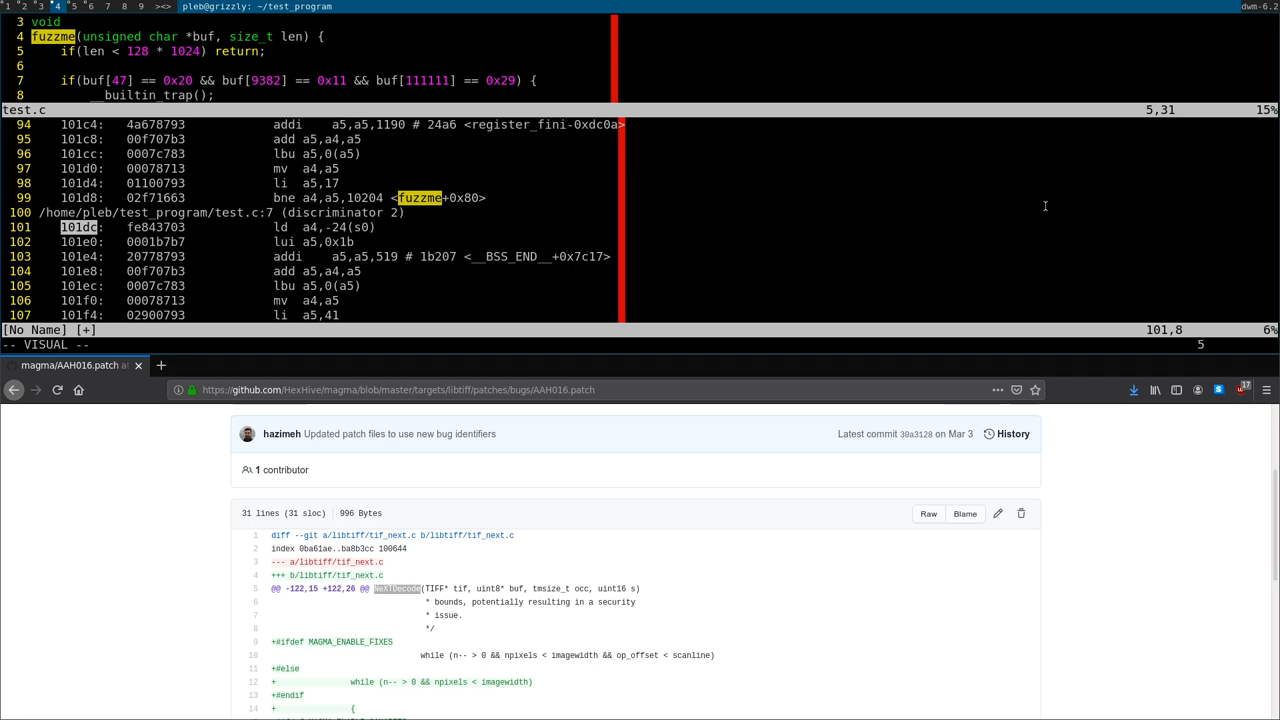 1 2 3 4 5 6 7 8 9 ><> pleb@grizzly: ~/test_program dwm-6.2
3 void
4 fuzzme(unsigned char *buf, size_t len) {
5     if(len < 128 * 1024) return;
6
7     if(buf[47] == 0x20 && buf[9382] == 0x11 && buf[111111] == 0x29) {
8         __builtin_trap();
test.c 5,31 15%
94     101c4:   4a678793          addi    a5,a5,1190 # 24a6 <register_fini-0xdc0a>
95     101c8:   00f707b3          add a5,a4,a5
96     101cc:   0007c783          lbu a5,0(a5)
97     101d0:   00078713          mv  a4,a5
98     101d4:   01100793          li  a5,17
99     101d8:   02f71663          bne a4,a5,10204 <fuzzme+0x80>
100 /home/pleb/test_program/test.c:7 (discriminator 2)
101     101dc:   fe843703          ld  a4,-24(s0)
102     101e0:   0001b7b7          lui a5,0x1b
103     101e4:   20778793          addi    a5,a5,519 # 1b207 <__BSS_END__+0x7c17>
104     101e8:   00f707b3          add a5,a4,a5
105     101ec:   0007c783          lbu a5,0(a5)
106     101f0:   00078713          mv  a4,a5
107     101f4:   02900793          li  a5,41
[No Name] [+] 101,8 6%
-- VISUAL -- 5
magma/AAH016.patch at
https://github.com/HexHive/magma/blob/master/targets/libtiff/patches/bugs/AAH016.patch 17
hazimeh Updated patch files to use new bug identifiers Latest commit 30a3128 on Mar 3 History
1 contributor
31 lines (31 sloc) 996 Bytes Raw Blame
1 diff --git a/libtiff/tif_next.c b/libtiff/tif_next.c
2 index 0ba61ae..ba8b3cc 100644
3 --- a/libtiff/tif_next.c
4 +++ b/libtiff/tif_next.c
5 @@ -122,15 +122,26 @@ NeXTDecode(TIFF* tif, uint8* buf, tmsize_t occ, uint16 s)
6 * bounds, potentially resulting in a security
7 * issue.
8 */
9 +#ifdef MAGMA_ENABLE_FIXES
10 while (n-- > 0 && npixels < imagewidth && op_offset < scanline)
11 +#else
12 + while (n-- > 0 && npixels < imagewidth)
13 +#endif
14 + {